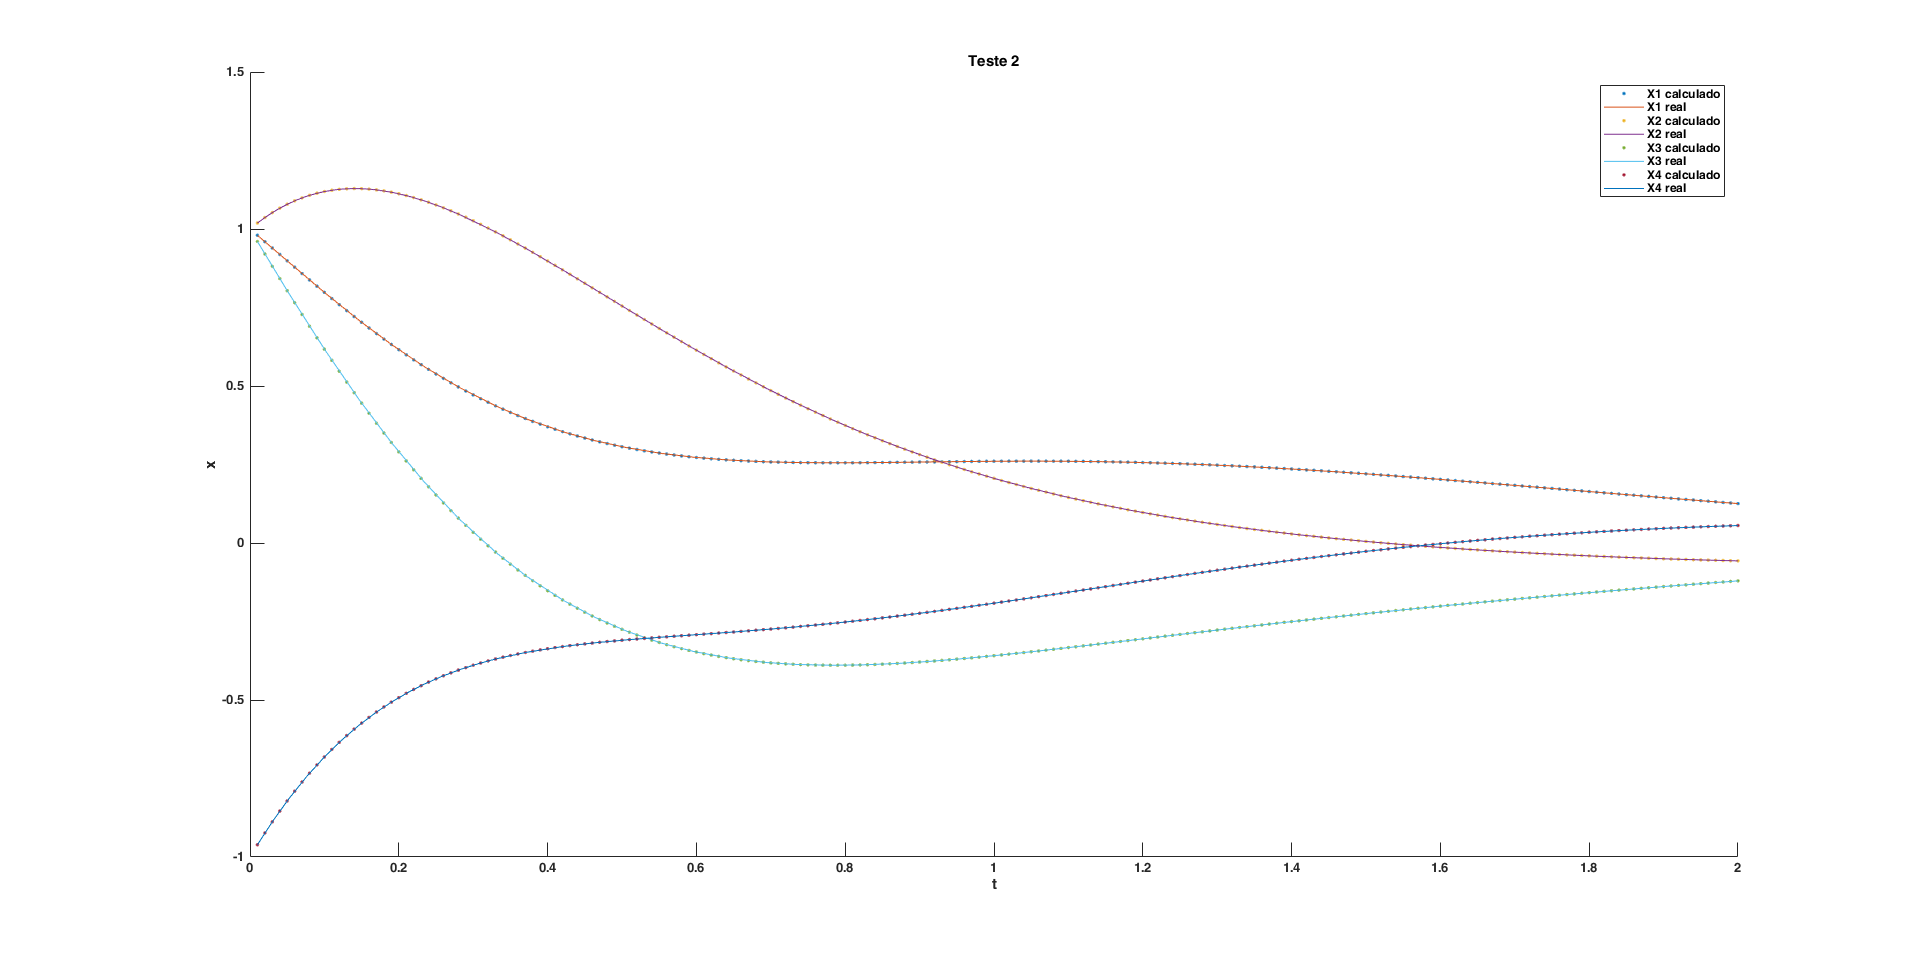 Teste 2
1.5
1
0.5
0
-0.5
-1
x
0 0.2 0.4 0.6 0.8 1 1.2 1.4 1.6 1.8 2
t
X1 calculado
X1 real
X2 calculado
X2 real
X3 calculado
X3 real
X4 calculado
X4 real